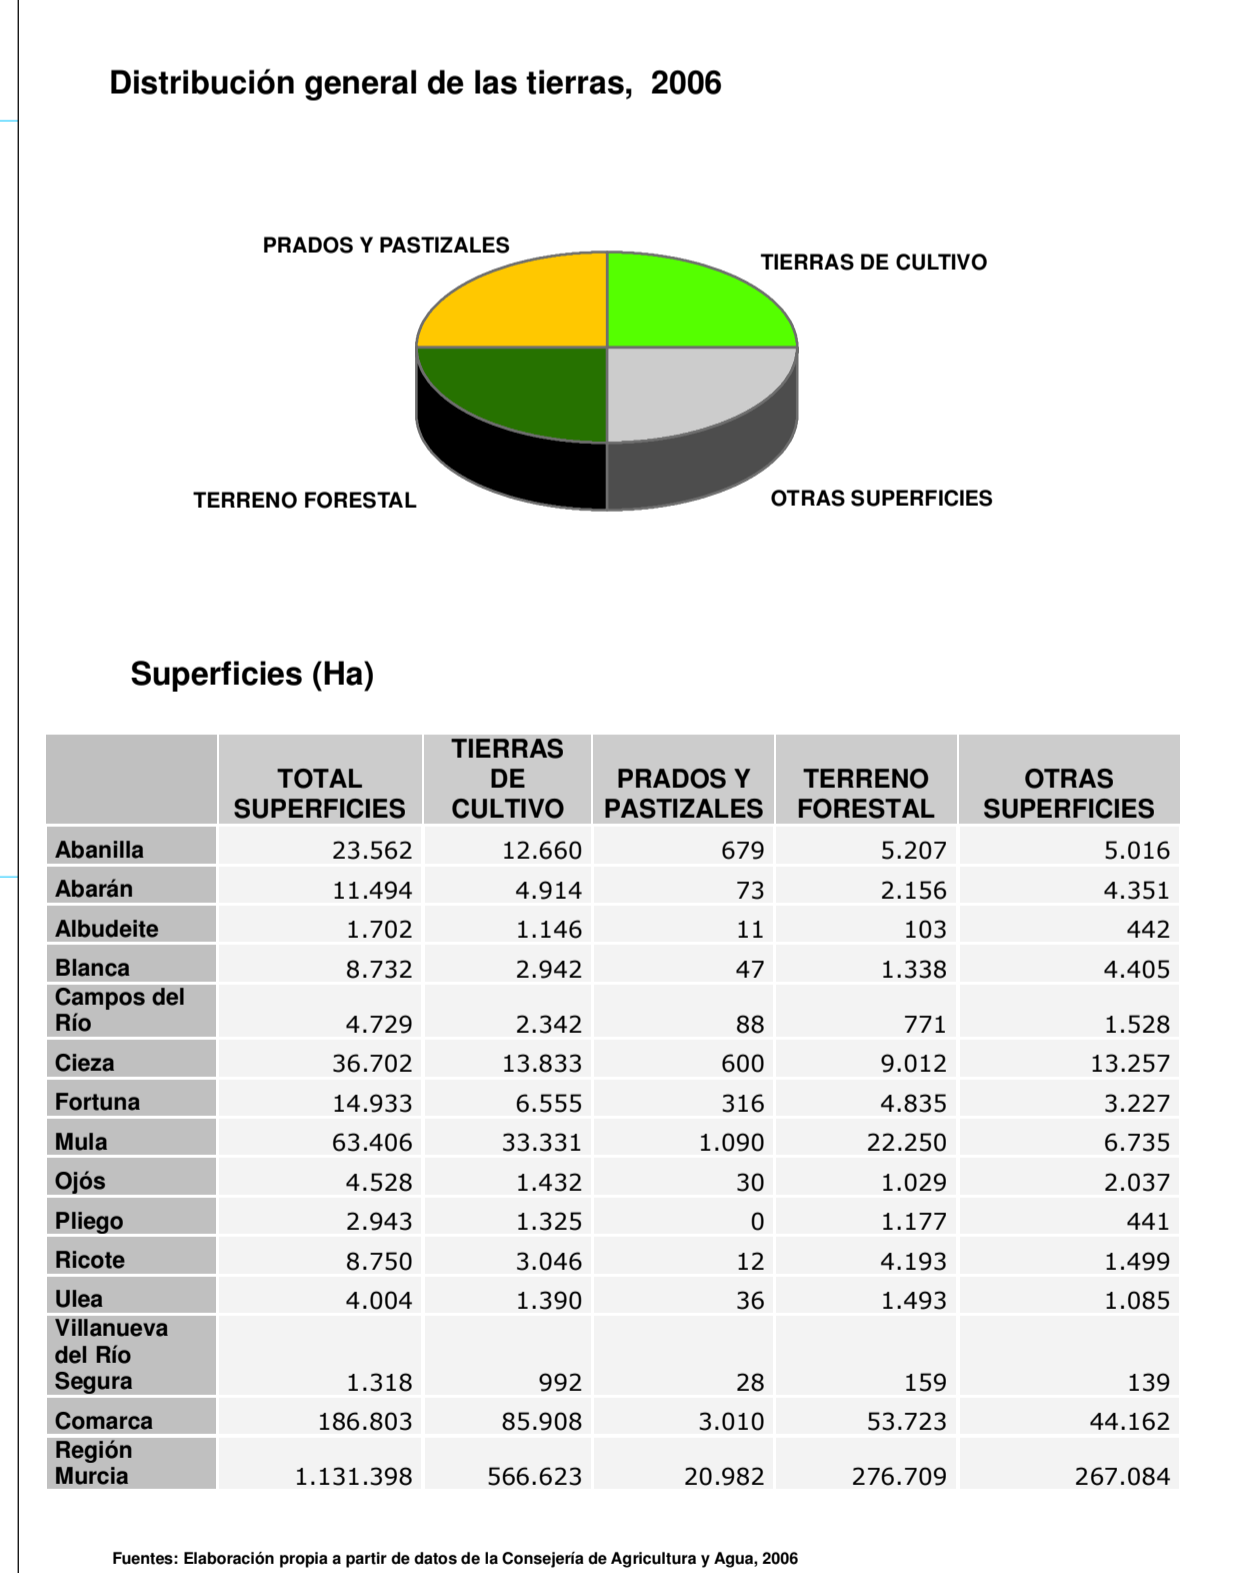 Distribución general de las tierras, 2006
PRADOS Y PASTIZALES
TIERRAS DE CULTIVO
TERRENO FORESTAL
OTRAS SUPERFICIES
Superficies (Ha)
TOTAL SUPERFICIES TIERRAS DE CULTIVO PRADOS Y PASTIZALES TERRENO FORESTAL OTRAS SUPERFICIES
Abanilla 23.562 12.660 679 5.207 5.016
Abarán 11.494 4.914 73 2.156 4.351
Albudeite 1.702 1.146 11 103 442
Blanca 8.732 2.942 47 1.338 4.405
Campos del Río 4.729 2.342 88 771 1.528
Cieza 36.702 13.833 600 9.012 13.257
Fortuna 14.933 6.555 316 4.835 3.227
Mula 63.406 33.331 1.090 22.250 6.735
Ojós 4.528 1.432 30 1.029 2.037
Pliego 2.943 1.325 0 1.177 441
Ricote 8.750 3.046 12 4.193 1.499
Ulea 4.004 1.390 36 1.493 1.085
Villanueva del Río Segura 1.318 992 28 159 139
Comarca 186.803 85.908 3.010 53.723 44.162
Región Murcia 1.131.398 566.623 20.982 276.709 267.084
Fuentes: Elaboración propia a partir de datos de la Consejería de Agricultura y Agua, 2006